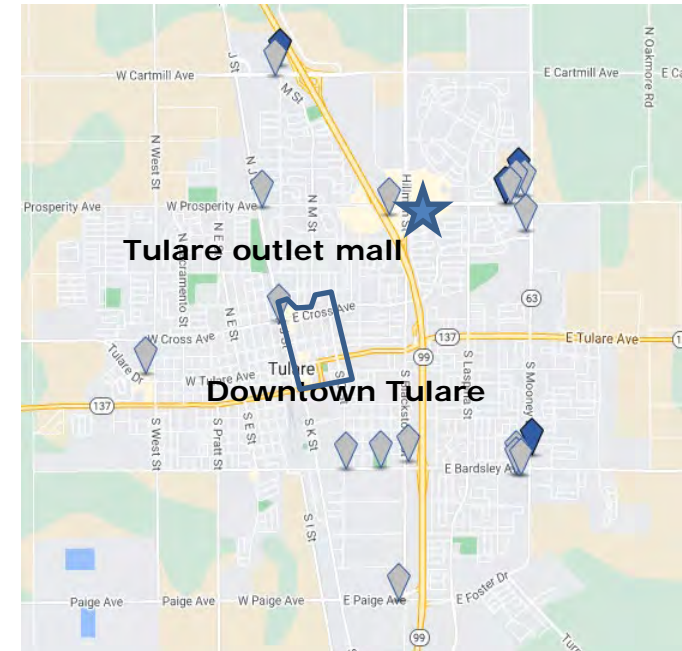 W Cartmill Ave
E Cartmill Ave
N Oakmore Rd
J St
M St
N West St
N J
Hillman St
Prosperity Ave
W Prosperity Ave
N M St
N E St
Tulare outlet mall
Sacramento St
63
E Cross Ave
W Cross Ave
N E St
137
E Tulare Ave
Tulare
99
Tulare Dr
W Tulare Ave
Downtown Tulare
S Laspina St
S Mooney
S Blackstone
137
S West St
S Pratt St
S E St
S K St
E Bardsley A
S I St
Paige Ave
Paige Ave
W Paige Ave
E Paige Ave
E Foster Dr
99